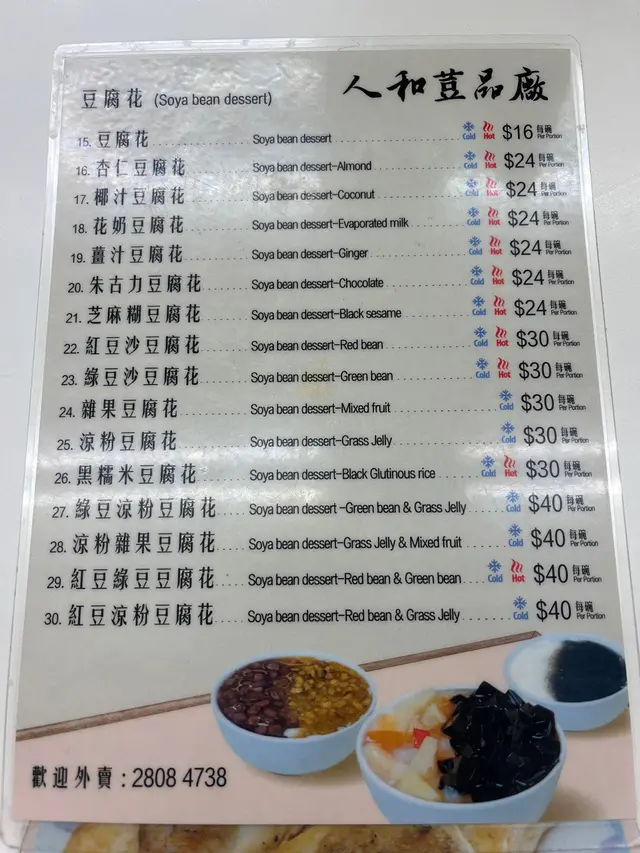 人和荳品廠
豆腐花 (Soya bean dessert)
15. 豆腐花 Soya bean dessert Cold Hot $16 每碗 Per Portion
16. 杏仁豆腐花 Soya bean dessert-Almond Cold Hot $24 每碗 Per Portion
17. 椰汁豆腐花 Soya bean dessert-Coconut Cold Hot $24 每碗 Per Portion
18. 花奶豆腐花 Soya bean dessert-Evaporated milk Cold Hot $24 每碗 Per Portion
19. 薑汁豆腐花 Soya bean dessert-Ginger Cold Hot $24 每碗 Per Portion
20. 朱古力豆腐花 Soya bean dessert-Chocolate Cold Hot $24 每碗 Per Portion
21. 芝麻糊豆腐花 Soya bean dessert-Black sesame Cold Hot $24 每碗 Per Portion
22. 紅豆沙豆腐花 Soya bean dessert-Red bean Cold Hot $30 每碗 Per Portion
23. 綠豆沙豆腐花 Soya bean dessert-Green bean Cold Hot $30 每碗 Per Portion
24. 雜果豆腐花 Soya bean dessert-Mixed fruit Cold $30 每碗 Per Portion
25. 涼粉豆腐花 Soya bean dessert-Grass Jelly Cold $30 每碗 Per Portion
26. 黑糯米豆腐花 Soya bean dessert-Black Glutinous rice Cold Hot $30 每碗 Per Portion
27. 綠豆涼粉豆腐花 Soya bean dessert -Green bean & Grass Jelly Cold $40 每碗 Per Portion
28. 涼粉雜果豆腐花 Soya bean dessert-Grass Jelly & Mixed fruit Cold $40 每碗 Per Portion
29. 紅豆綠豆豆腐花 Soya bean dessert-Red bean & Green bean Cold Hot $40 每碗 Per Portion
30. 紅豆涼粉豆腐花 Soya bean dessert-Red bean & Grass Jelly Cold $40 每碗 Per Portion
歡迎外賣 : 2808 4738